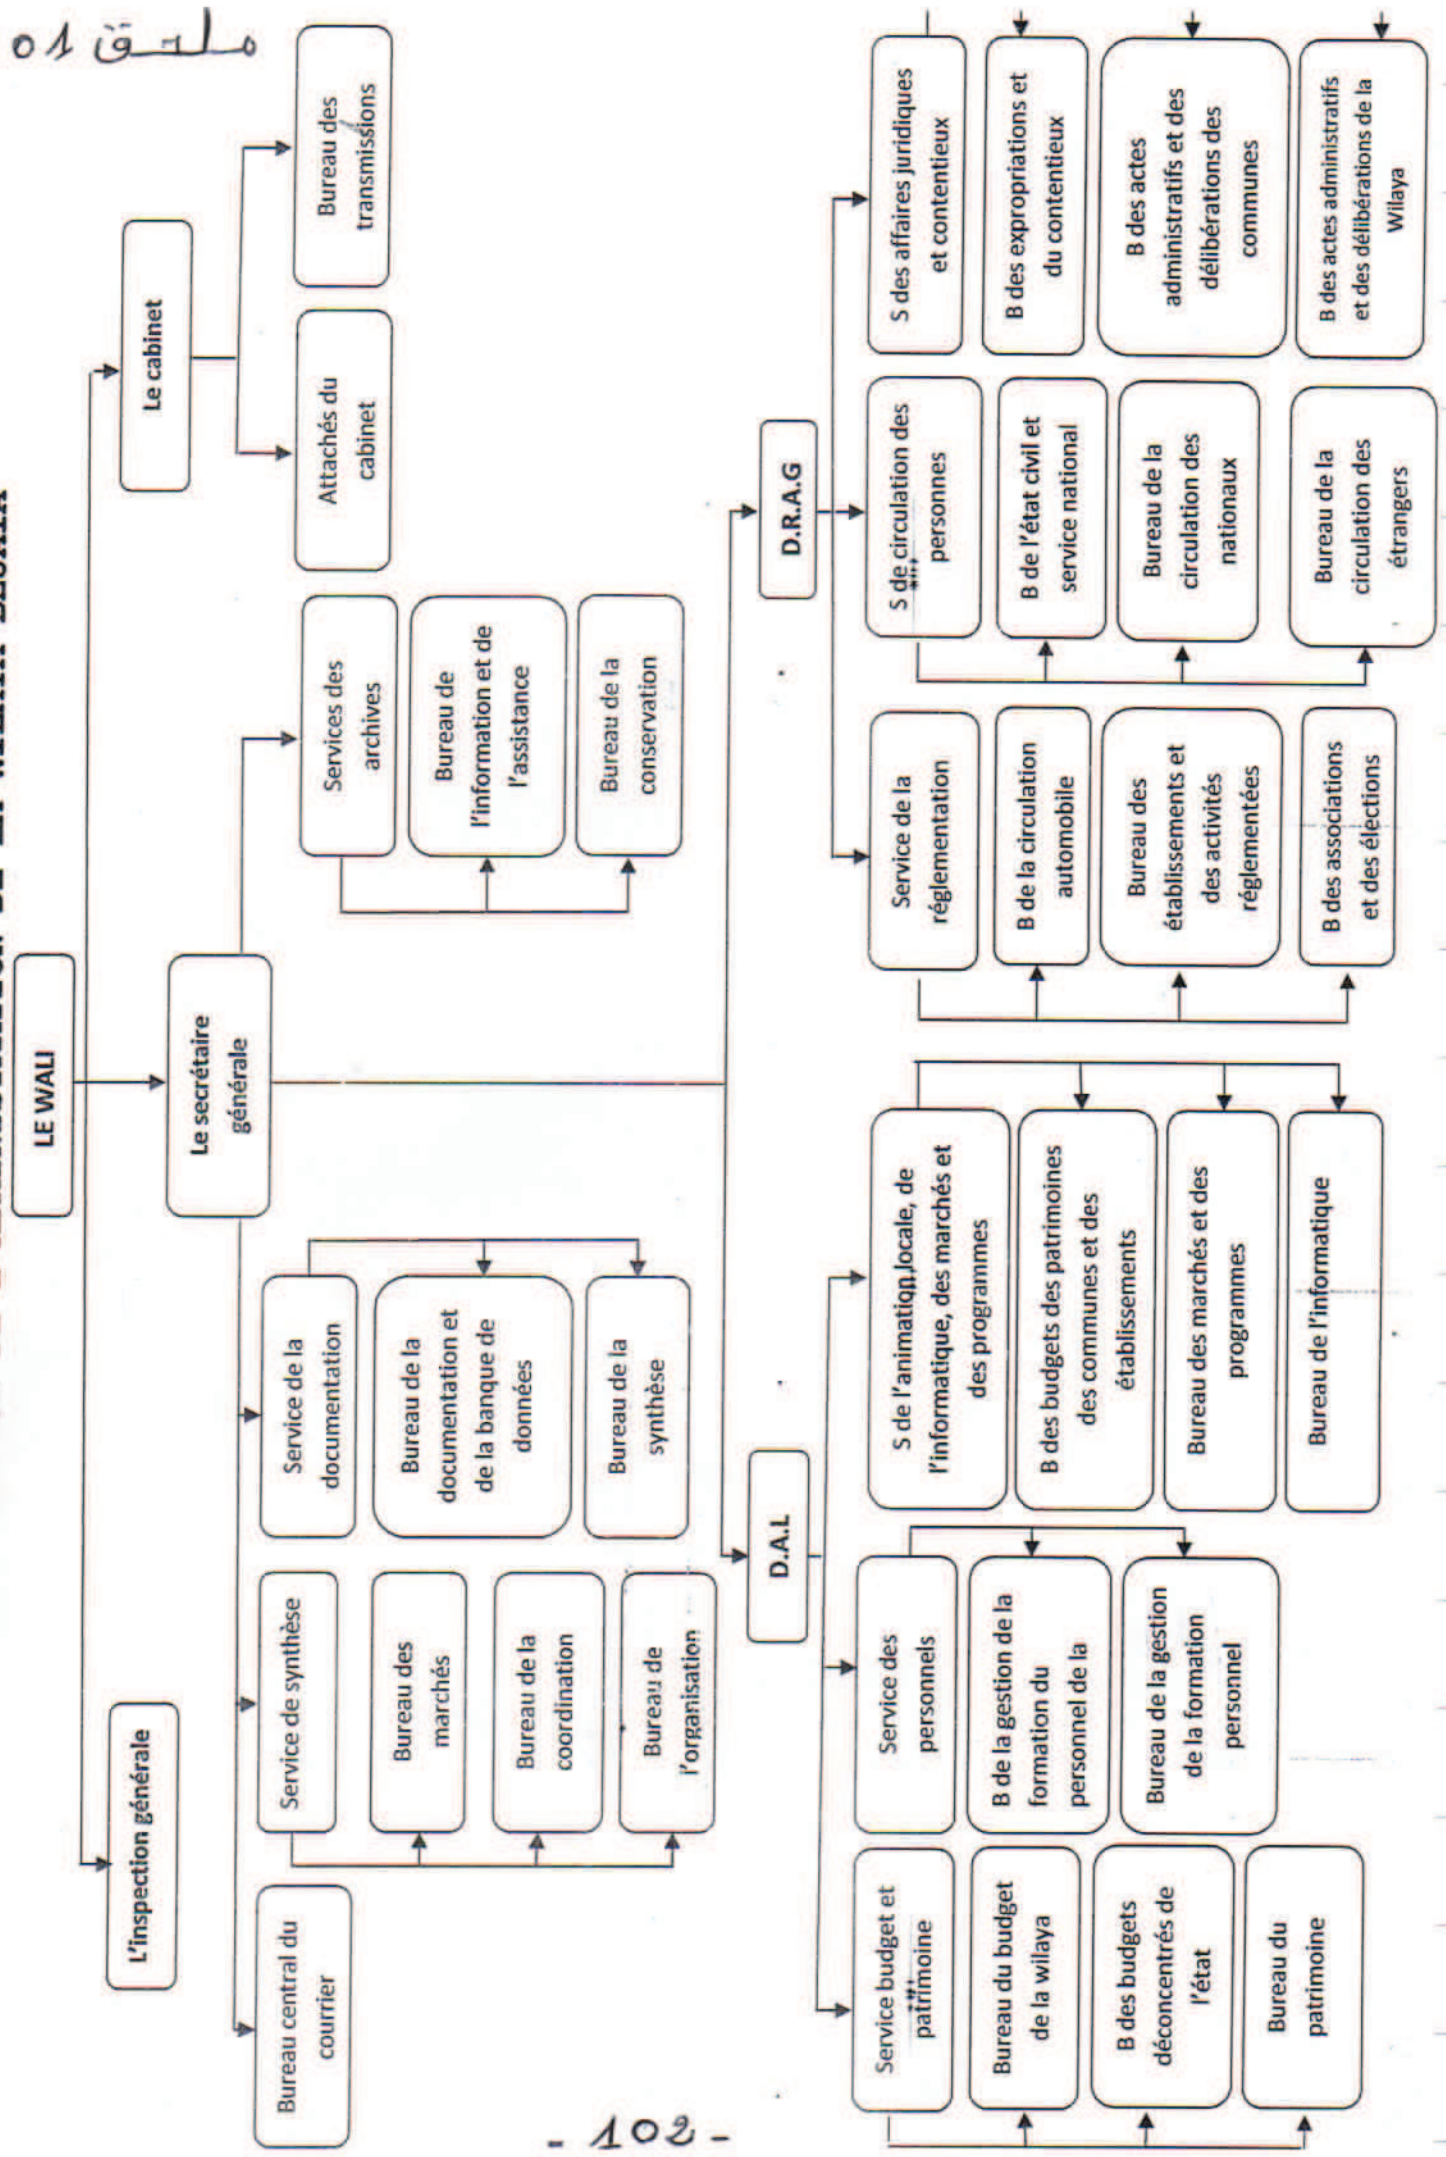 ملحق 01
LE WALI
L'inspection générale
Le secrétaire
générale
Le cabinet
Bureau central du
courrier
Service de synthèse
Bureau des
marchés
Bureau de la
coordination
Bureau de
l'organisation
Service de la
documentation
Bureau de la
documentation et
de la banque de
données
Bureau de la
synthèse
Services des
archives
Bureau de
l'information et de
l'assistance
Bureau de la
conservation
Attachés du
cabinet
Bureau des
transmissions
D.A.L
D.R.A.G
Service budget et
patrimoine
Bureau du budget
de la wilaya
B des budgets
déconcentrés de
l'état
Bureau du
patrimoine
Service des
personnels
B de la gestion de la
formation du
personnel de la
Bureau de la gestion
de la formation
personnel
S de l'animation locale, de
l'informatique, des marchés et
des programmes
B des budgets des patrimoines
des communes et des
établissements
Bureau des marchés et des
programmes
Bureau de l'informatique
Service de la
réglementation
B de la circulation
automobile
Bureau des
établissements et
des activités
réglementées
B des associations
et des élections
S de circulation des
personnes
B de l'état civil et
service national
Bureau de la
circulation des
nationaux
Bureau de la
circulation des
étrangers
S des affaires juridiques
et contentieux
B des expropriations et
du contentieux
B des actes
administratifs et des
délibérations des
communes
B des actes administratifs
et des délibérations de la
Wilaya
- 102 -